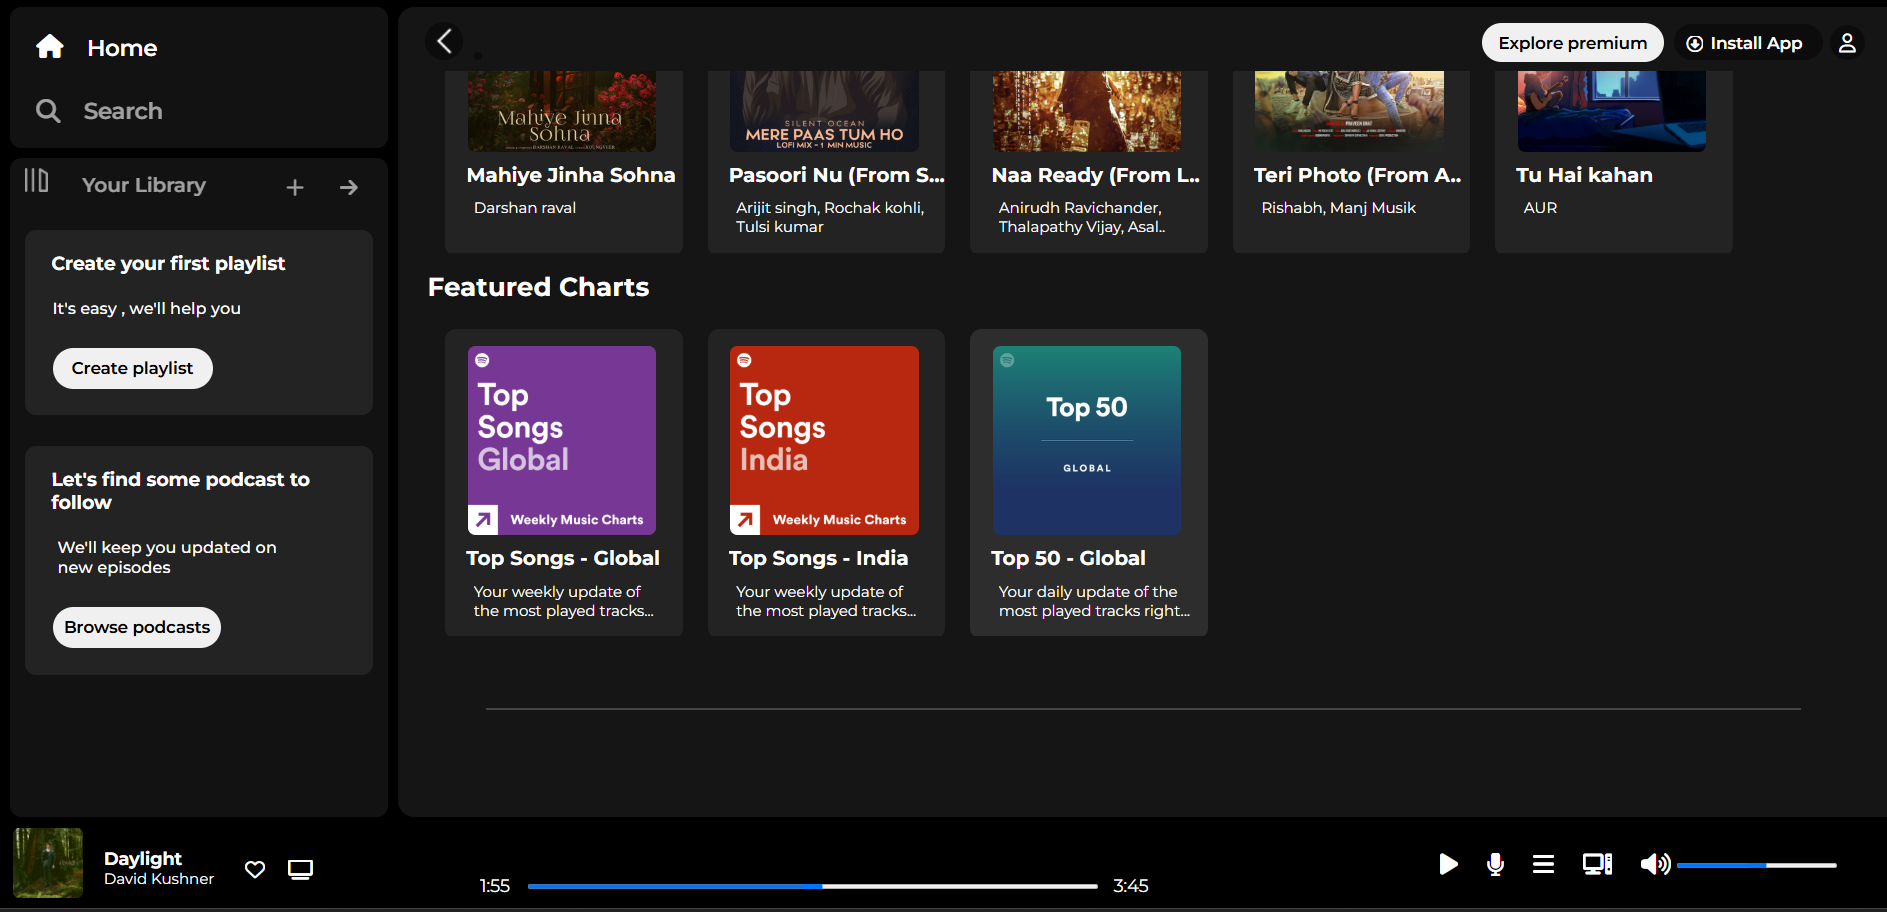 Home
Search
Your Library
Create your first playlist
It's easy , we'll help you
Create playlist
Let's find some podcast to
follow
We'll keep you updated on
new episodes
Browse podcasts
Explore premium
Install App
Mahiye Jinna
Sohna
DARSHAN RAVAL
SILENT OCEAN
MERE PAAS TUM HO
LOFI MIX - 1 MIN MUSIC
PRAVEEN BHAT
Mahiye Jinha Sohna
Darshan raval
Pasoori Nu (From S...
Arijit singh, Rochak kohli,
Tulsi kumar
Naa Ready (From L..
Anirudh Ravichander,
Thalapathy Vijay, Asal..
Teri Photo (From A..
Rishabh, Manj Musik
Tu Hai kahan
AUR
Featured Charts
Top
Songs
Global
Weekly Music Charts
Top Songs - Global
Your weekly update of
the most played tracks...
Top
Songs
India
Weekly Music Charts
Top Songs - India
Your weekly update of
the most played tracks...
Top 50
GLOBAL
Top 50 - Global
Your daily update of the
most played tracks right...
Daylight
David Kushner
1:55
3:45